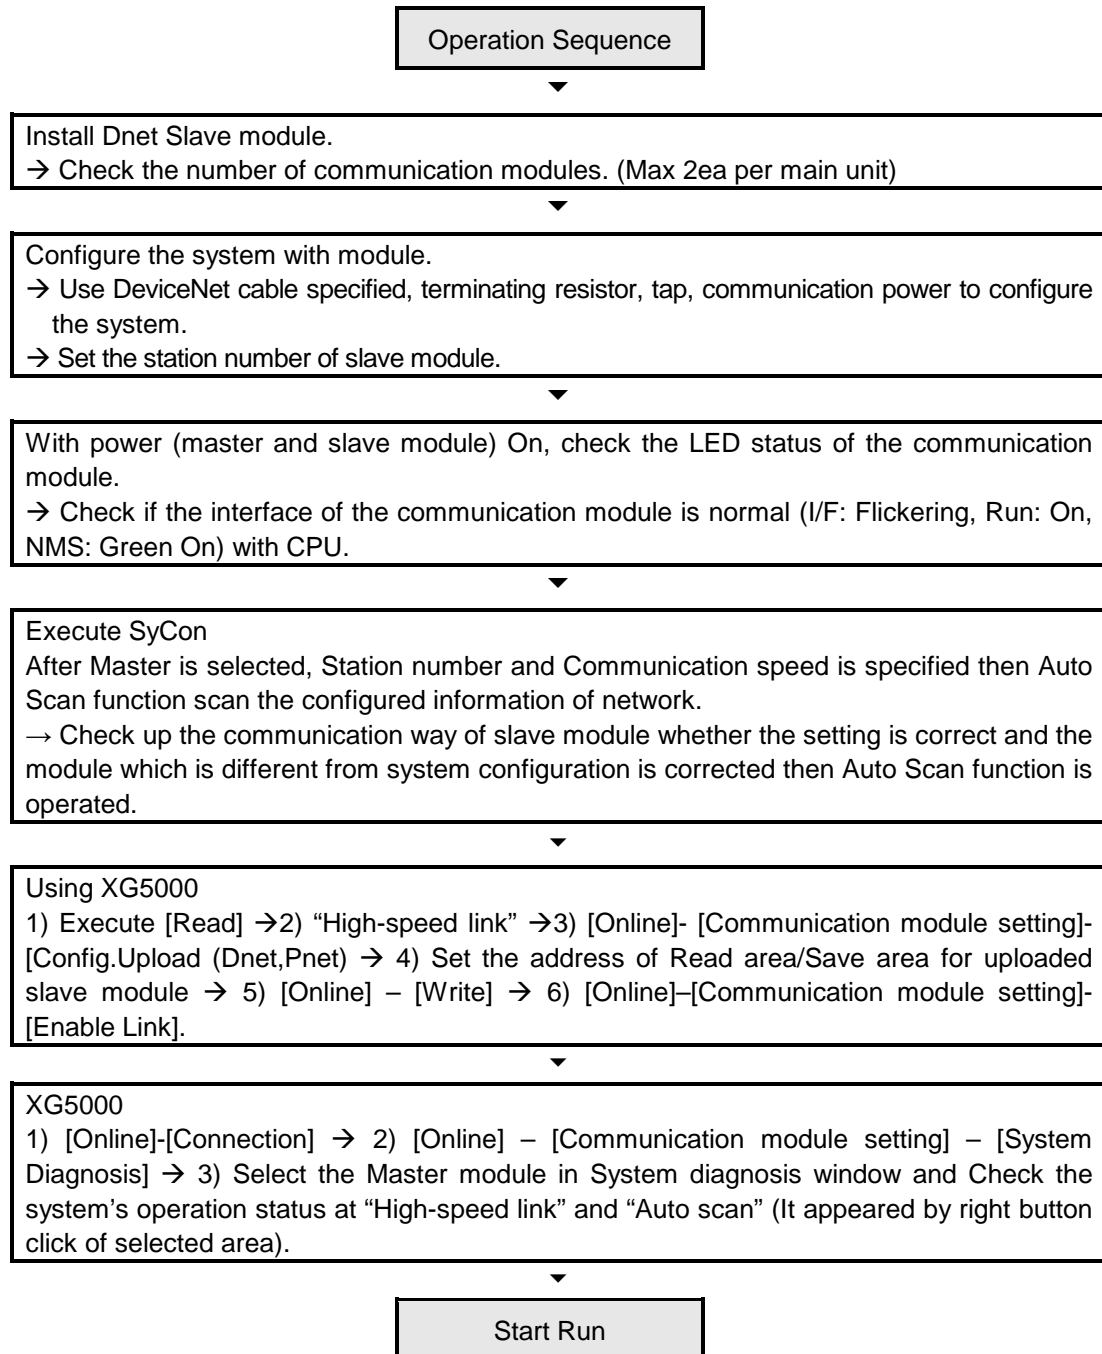 Operation Sequence
Install Dnet Slave module.
→ Check the number of communication modules. (Max 2ea per main unit)
Configure the system with module.
→ Use DeviceNet cable specified, terminating resistor, tap, communication power to configure
the system.
→ Set the station number of slave module.
With power (master and slave module) On, check the LED status of the communication
module.
→ Check if the interface of the communication module is normal (I/F: Flickering, Run: On,
NMS: Green On) with CPU.
Execute SyCon
After Master is selected, Station number and Communication speed is specified then Auto
Scan function scan the configured information of network.
→ Check up the communication way of slave module whether the setting is correct and the
module which is different from system configuration is corrected then Auto Scan function is
operated.
Using XG5000
1) Execute [Read] →2) “High-speed link” →3) [Online]- [Communication module setting]-
[Config.Upload (Dnet,Pnet) → 4) Set the address of Read area/Save area for uploaded
slave module → 5) [Online] – [Write] → 6) [Online]–[Communication module setting]-
[Enable Link].
XG5000
1) [Online]-[Connection] → 2) [Online] – [Communication module setting] – [System
Diagnosis] → 3) Select the Master module in System diagnosis window and Check the
system’s operation status at “High-speed link” and “Auto scan” (It appeared by right button
click of selected area).
Start Run